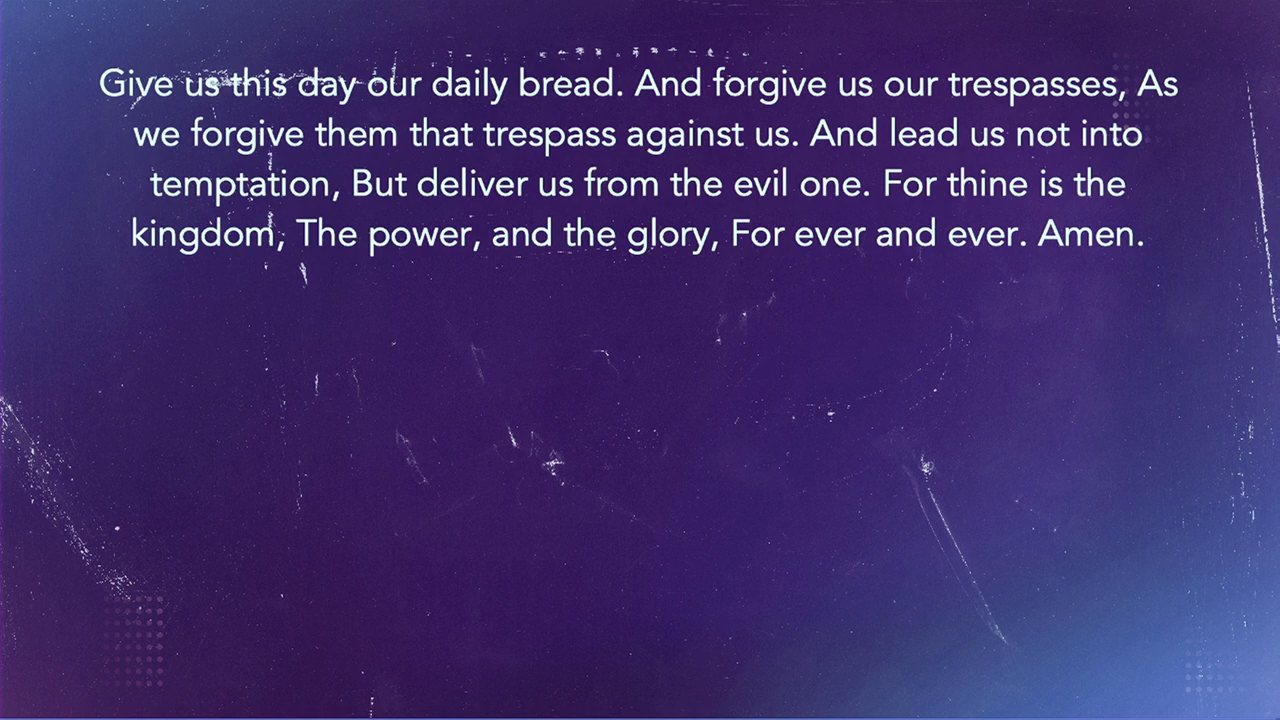 Give us this day our daily bread. And forgive us our trespasses, As
we forgive them that trespass against us. And lead us not into
temptation, But deliver us from the evil one. For thine is the
kingdom, The power, and the glory, For ever and ever. Amen.